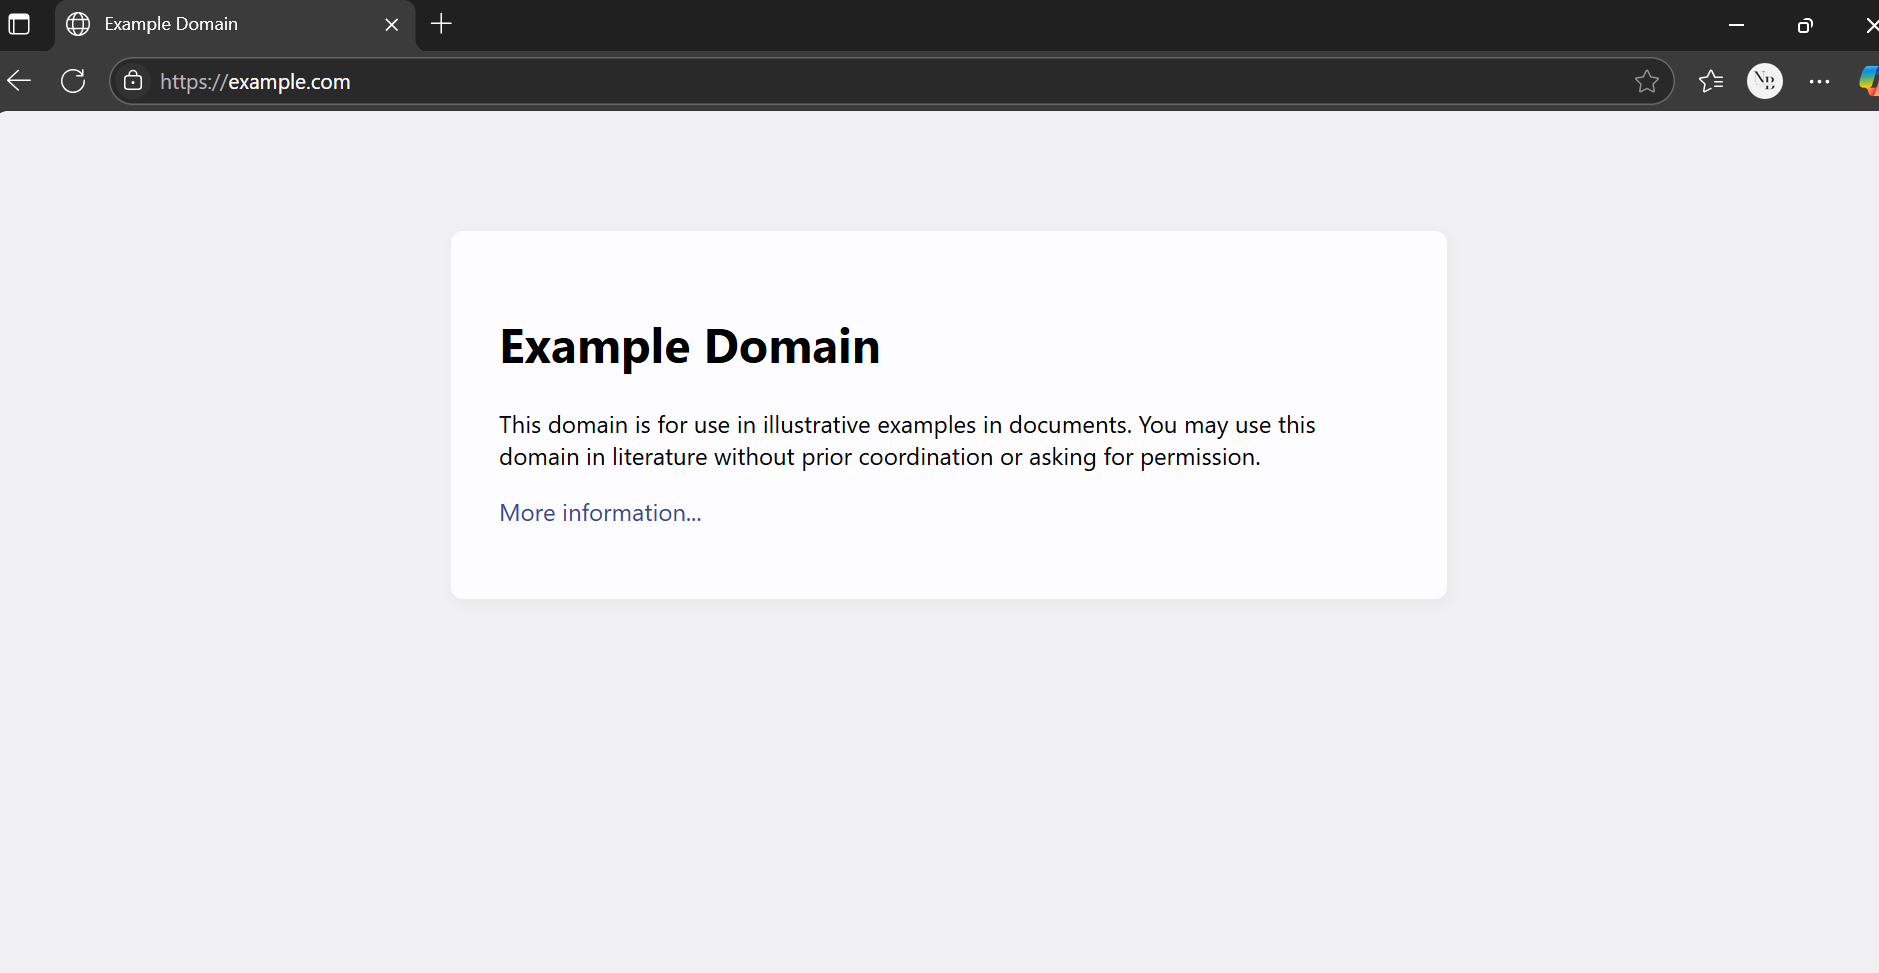 Example Domain
https://example.com
NB
Example Domain
This domain is for use in illustrative examples in documents. You may use this
domain in literature without prior coordination or asking for permission.
More information...